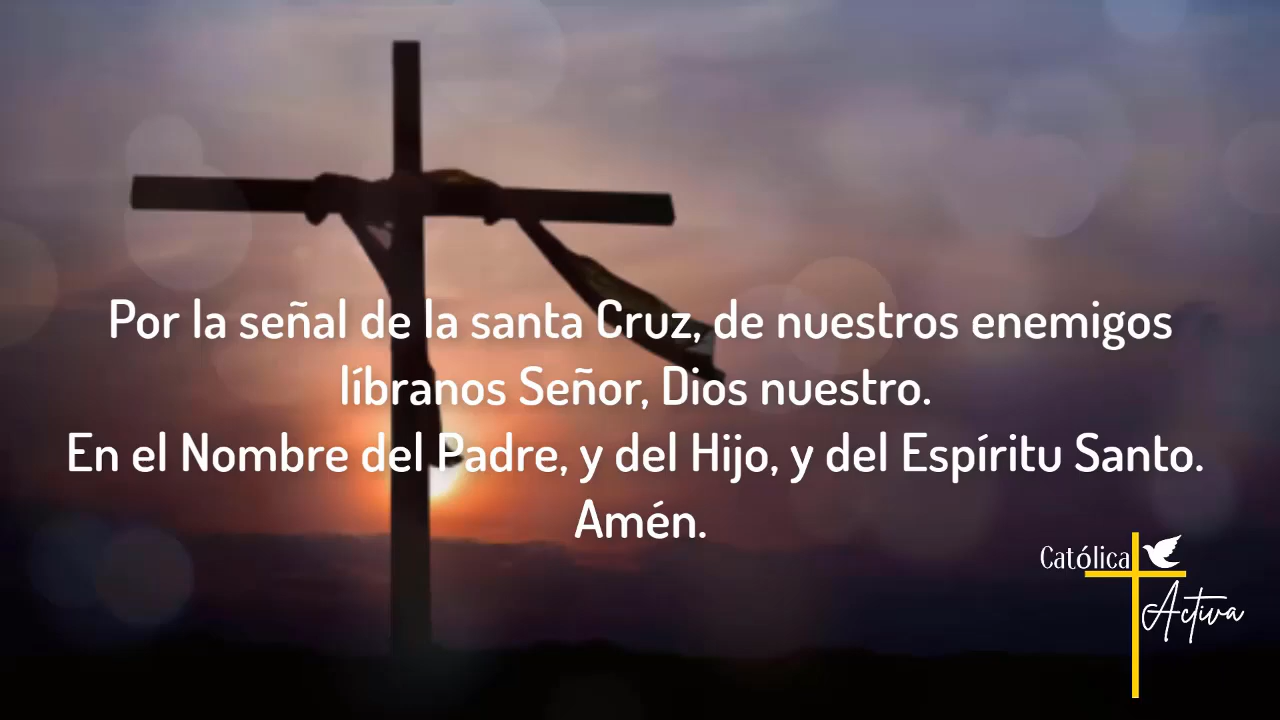 Por la señal de la santa Cruz, de nuestros enemigos
líbranos Señor, Dios nuestro.
En el Nombre del Padre, y del Hijo, y del Espíritu Santo.
Amén.
Católica
Activa